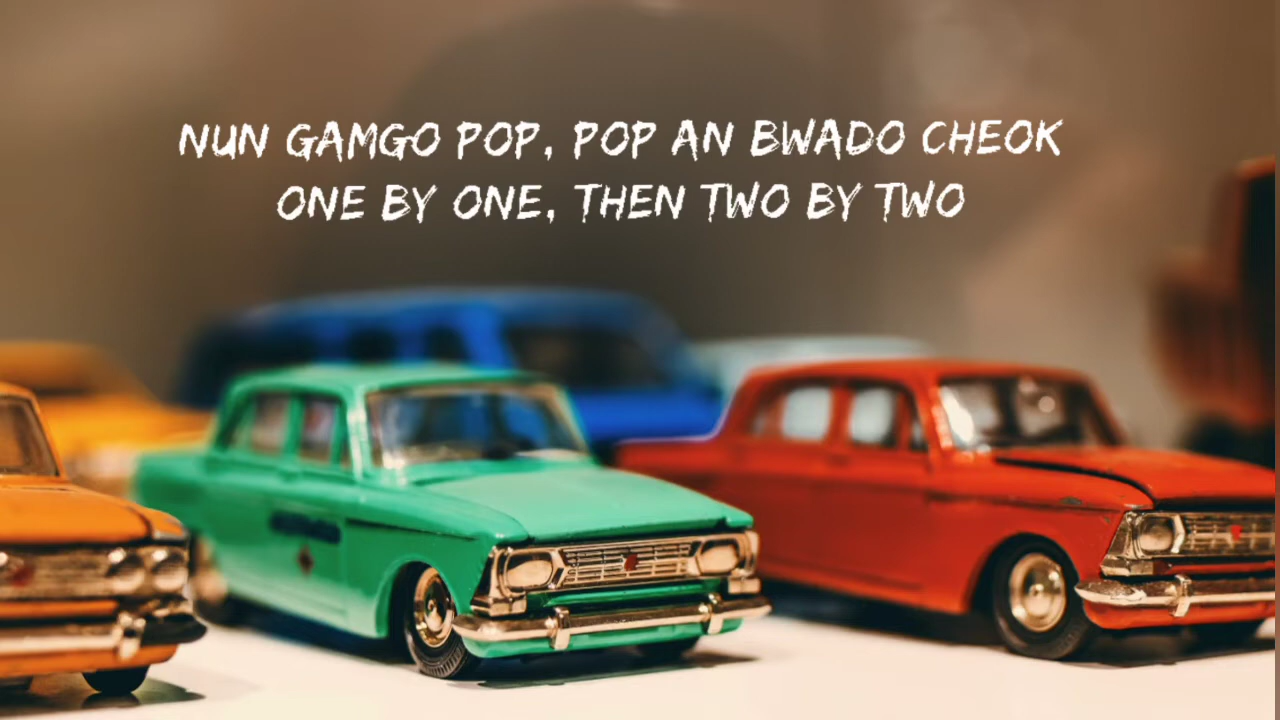 NUN GAMGO POP, POP AN BWADO CHEOK
ONE BY ONE, THEN TWO BY TWO